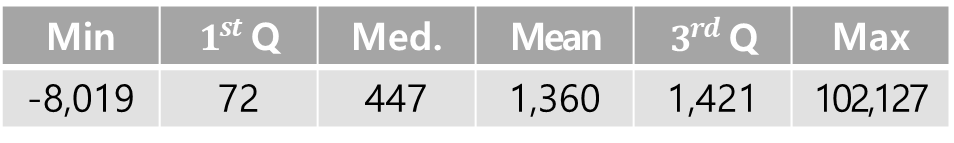 Min 1st Q Med. Mean 3rd Q Max
-8,019 72 447 1,360 1,421 102,127